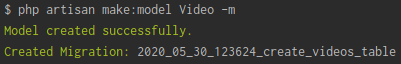 $ php artisan make:model Video -m
Model created successfully.
Created Migration: 2020_05_30_123624_create_videos_table